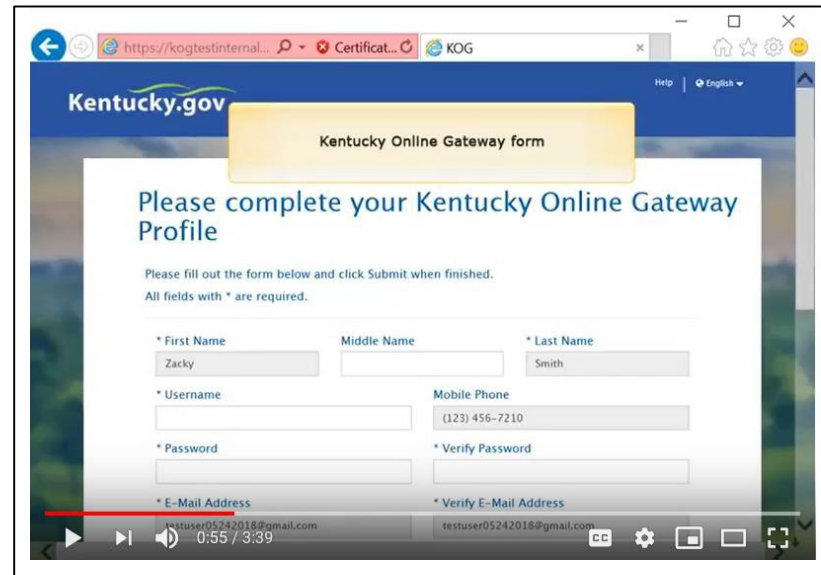 https://kogtestinternal... Certificat... KOG
Help English
Kentucky.gov
Kentucky Online Gateway form
Please complete your Kentucky Online Gateway
Profile
Please fill out the form below and click Submit when finished.
All fields with * are required.
* First Name Middle Name * Last Name
Zacky Smith
* Username Mobile Phone
(123) 456-7210
* Password * Verify Password
* E-Mail Address * Verify E-Mail Address
testuser05242018@gmail.com testuser05242018@gmail.com
0:55 / 3:39 CC